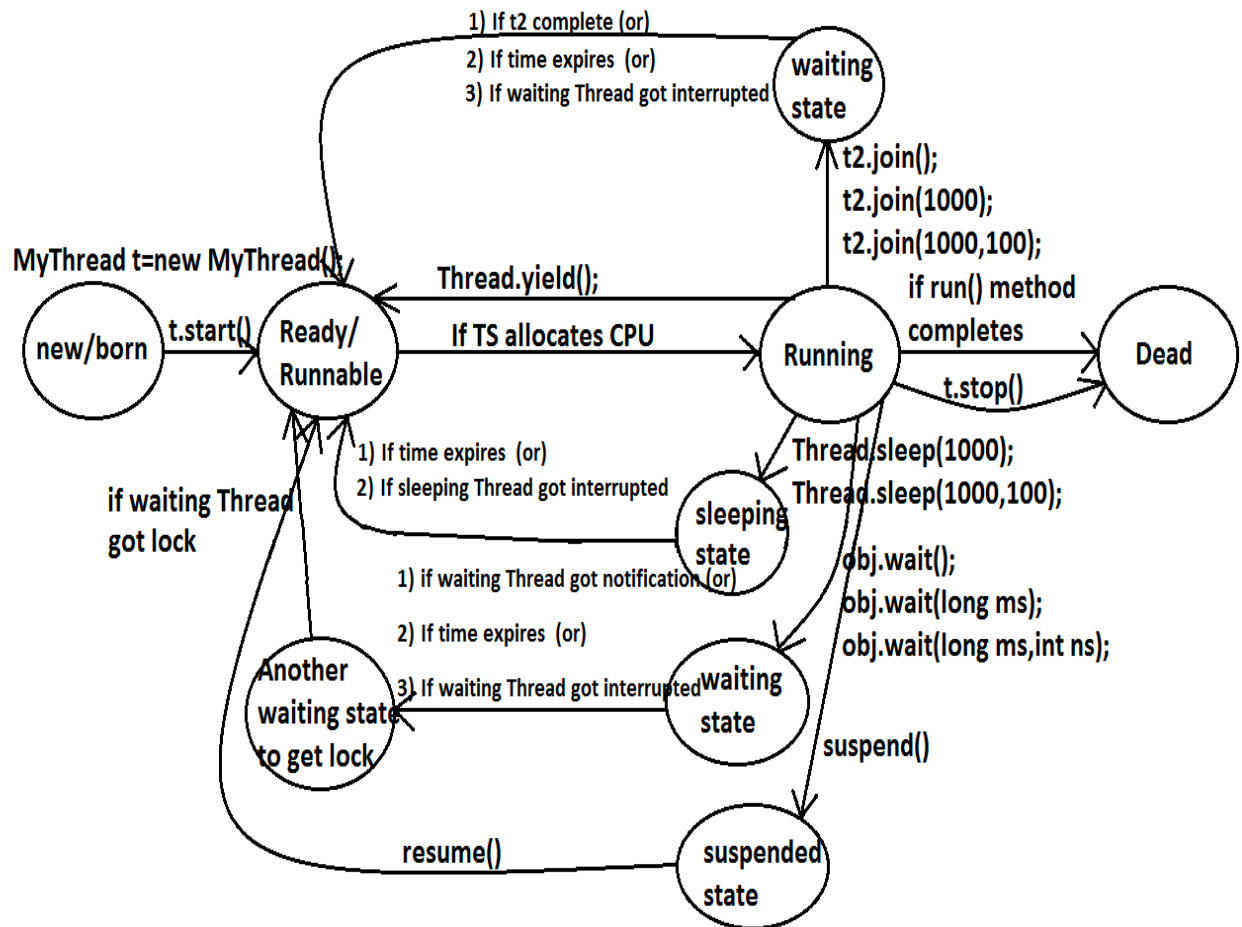 1) If t2 complete (or)
2) If time expires  (or)
3) If waiting Thread got interrupted
waiting
state
t2.join();
t2.join(1000);
t2.join(1000,100);
MyThread t=new MyThread();
new/born
t.start()
Ready/
Runnable
Thread.yield();
If TS allocates CPU
Running
if run() method
completes
t.stop()
Dead
1) If time expires  (or)
2) If sleeping Thread got interrupted
sleeping
state
Thread.sleep(1000);
Thread.sleep(1000,100);
if waiting Thread
got lock
1) if waiting Thread got notification (or)
2) If time expires  (or)
3) If waiting Thread got interrupted
obj.wait();
obj.wait(long ms);
obj.wait(long ms,int ns);
Another
waiting state
to get lock
waiting
state
suspend()
resume()
suspended
state